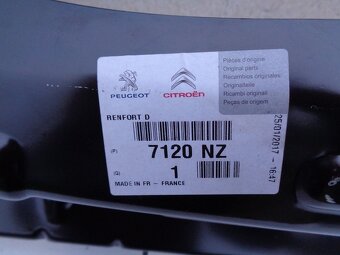 PEUGEOT
CITROËN
Pièces d'origine
Original parts
Recambios originales
Originalteile
Ricambi originali
Peças de origem
RENFORT D
(P) 7120 NZ
(Q) 1
MADE IN FR - FRANCE
25/01/2017 - 16:47